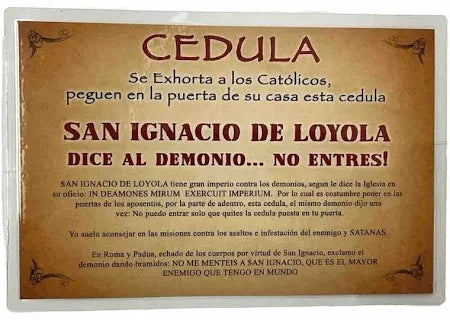 CEDULA
Se Exhorta a los Católicos,
peguen en la puerta de su casa esta cedula
SAN IGNACIO DE LOYOLA
DICE AL DEMONIO... NO ENTRES!
SAN IGNACIO DE LOYOLA tiene gran imperio contra los demonios, segun le dice la Iglesia en
su oficio: IN DEAMONES MIRUM EXERCUIT IMPERIUM. Por lo cual es costumbre poner en las
puertas de los aposentos, por la parte de adentro, esta cedula, el mismo demonio dijo una
vez: No puedo entrar solo que quites la cedula puesta en tu puerta.
Yo suelo aconsejar en las misiones contra los asaltos e infestación del enemigo y SATANAS.
En Roma y Padua, echado de los cuerpos por virtud de San Ignacio, exclamo el
demonio dando bramidos: NO ME MENTEIS A SAN IGNACIO, QUE ES EL MAYOR
ENEMIGO QUE TENGO EN MUNDO